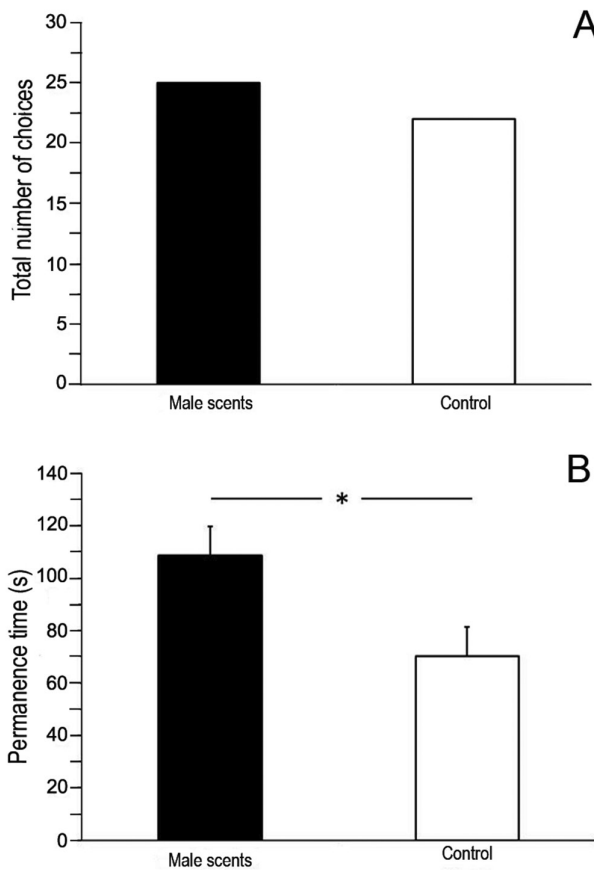 A
Total number of choices
30
25
20
15
10
5
0
Male scents
Control
B
Permanence time (s)
140
120
100
80
60
40
20
0
*
Male scents
Control